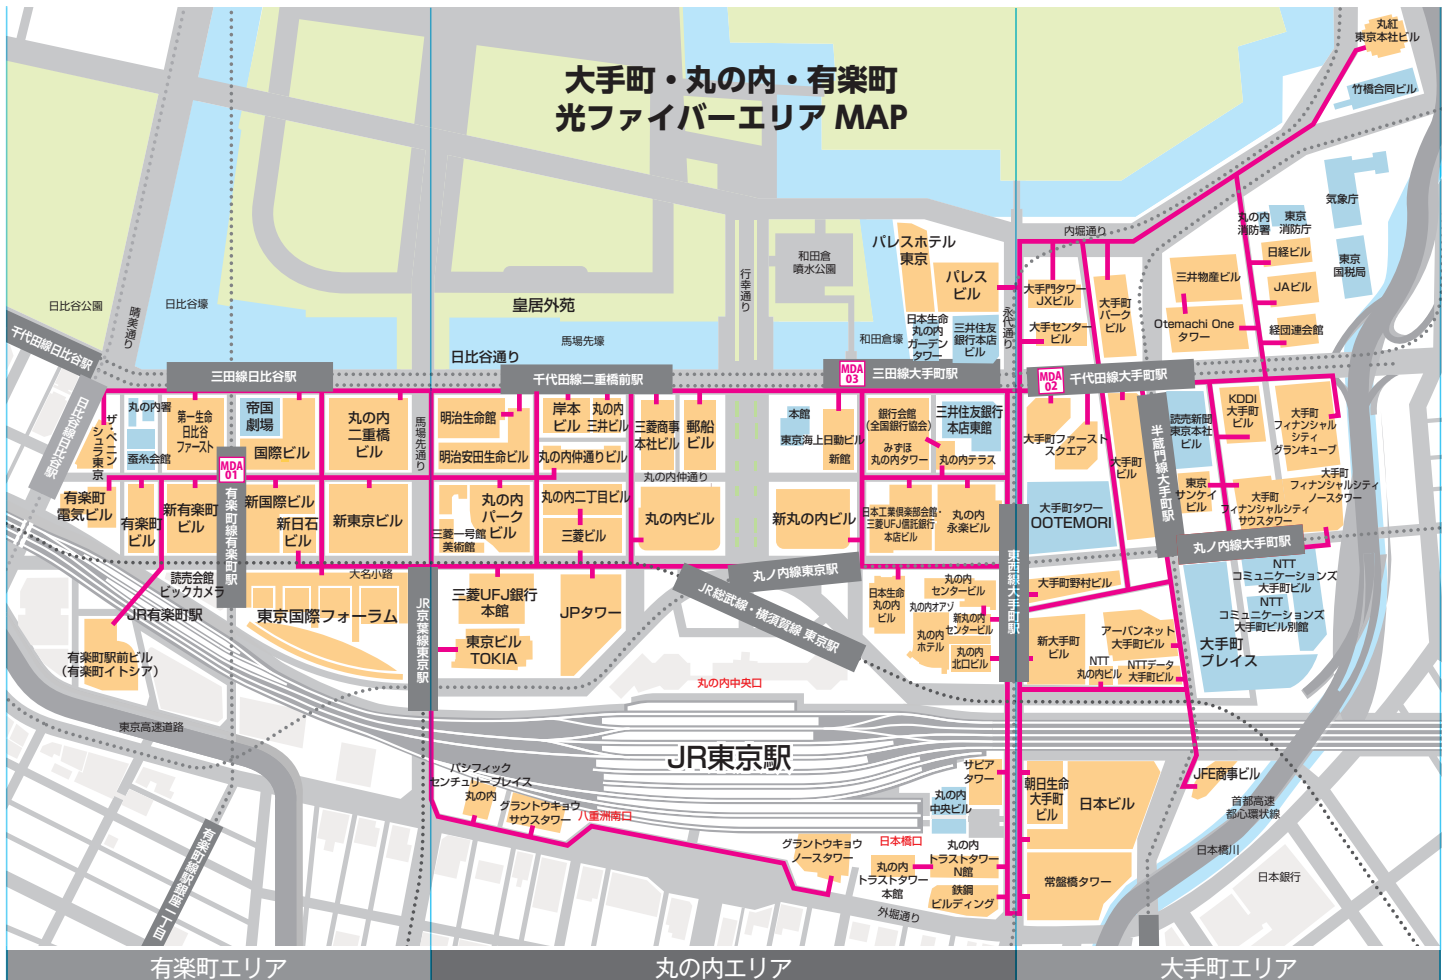 大手町・丸の内・有楽町
光ファイバーエリア MAP
丸紅
東京本社ビル
竹橋合同ビル
気象庁
丸の内
消防署
東京
消防庁
日経ビル
東京
国税局
JAビル
経団連会館
三井物産ビル
Otemachi One
タワー
内堀通り
大手門タワー
JXビル
大手センター
ビル
大手町
パーク
ビル
永代通り
パレスホテル
東京
パレス
ビル
日本生命
丸の内
ガーデン
タワー
三井住友
銀行本店
ビル
和田倉
噴水公園
和田倉濠
行幸通り
皇居外苑
馬場先濠
日比谷通り
日比谷公園
日比谷濠
晴美通り
千代田線日比谷駅
日比谷線日比谷駅
三田線日比谷駅
千代田線二重橋前駅
MDA
03
三田線大手町駅
MDA
02
千代田線大手町駅
ザ・ペニン
シュラ東京
丸の内署
蚕糸会館
第一生命
日比谷
ファースト
帝国
劇場
国際ビル
丸の内
二重橋
ビル
馬場先通り
明治生命館
明治安田生命ビル
岸本
ビル
丸の内
三井ビル
丸の内仲通りビル
三菱商事
本社ビル
郵船
ビル
本館
東京海上日動ビル
新館
銀行会館
(全国銀行協会)
みずほ
丸の内タワー
三井住友銀行
本店東館
丸の内テラス
大手町ファースト
スクエア
大手町
ビル
半蔵門線大手町駅
読売新聞
東京本社
ビル
KDDI
大手町
ビル
大手町
フィナンシャル
シティ
グランキューブ
東京
サンケイ
ビル
大手町
フィナンシャルシティ
サウスタワー
大手町
フィナンシャルシティ
ノースタワー
MDA
01
有楽町線有楽町駅
有楽町
電気ビル
有楽町
ビル
新有楽町
ビル
新国際ビル
新日石
ビル
新東京ビル
三菱一号館
美術館
丸の内
パーク
ビル
丸の内二丁目ビル
三菱ビル
丸の内仲通り
丸の内ビル
新丸の内ビル
日本工業倶楽部会館・
三菱UFJ信託銀行
本店ビル
丸の内
永楽ビル
東西線大手町駅
大手町タワー
OOTEMORI
丸ノ内線大手町駅
大名小路
読売会館
ビックカメラ
JR有楽町駅
東京国際フォーラム
JR京葉線東京駅
三菱UFJ銀行
本館
東京ビル
TOKIA
JPタワー
丸ノ内線東京駅
JR総武線・横須賀線 東京駅
日本生命
丸の内
ビル
丸の内
センタービル
丸の内オアゾ
新丸の内
センタービル
丸の内
ホテル
丸の内
北口ビル
大手町野村ビル
新大手町
ビル
アーバンネット
大手町ビル
NTT
丸の内ビル
NTTデータ
大手町ビル
NTT
コミュニケーションズ
大手町ビル
NTT
コミュニケーションズ
大手町ビル別館
大手町
プレイス
有楽町駅前ビル
(有楽町イトシア)
東京高速道路
丸の内中央口
JR東京駅
パシフィック
センチュリープレイス
丸の内
グラントウキョウ
サウスタワー
八重洲南口
グラントウキョウ
ノースタワー
日本橋口
丸の内
中央ビル
サピア
タワー
丸の内
トラストタワー
N館
丸の内
トラストタワー
本館
鉄鋼
ビルディング
外堀通り
朝日生命
大手町
ビル
日本ビル
常盤橋タワー
JFE商事ビル
首都高速
都心環状線
日本橋川
日本銀行
有楽町線駅銀座一丁目
有楽町エリア
丸の内エリア
大手町エリア